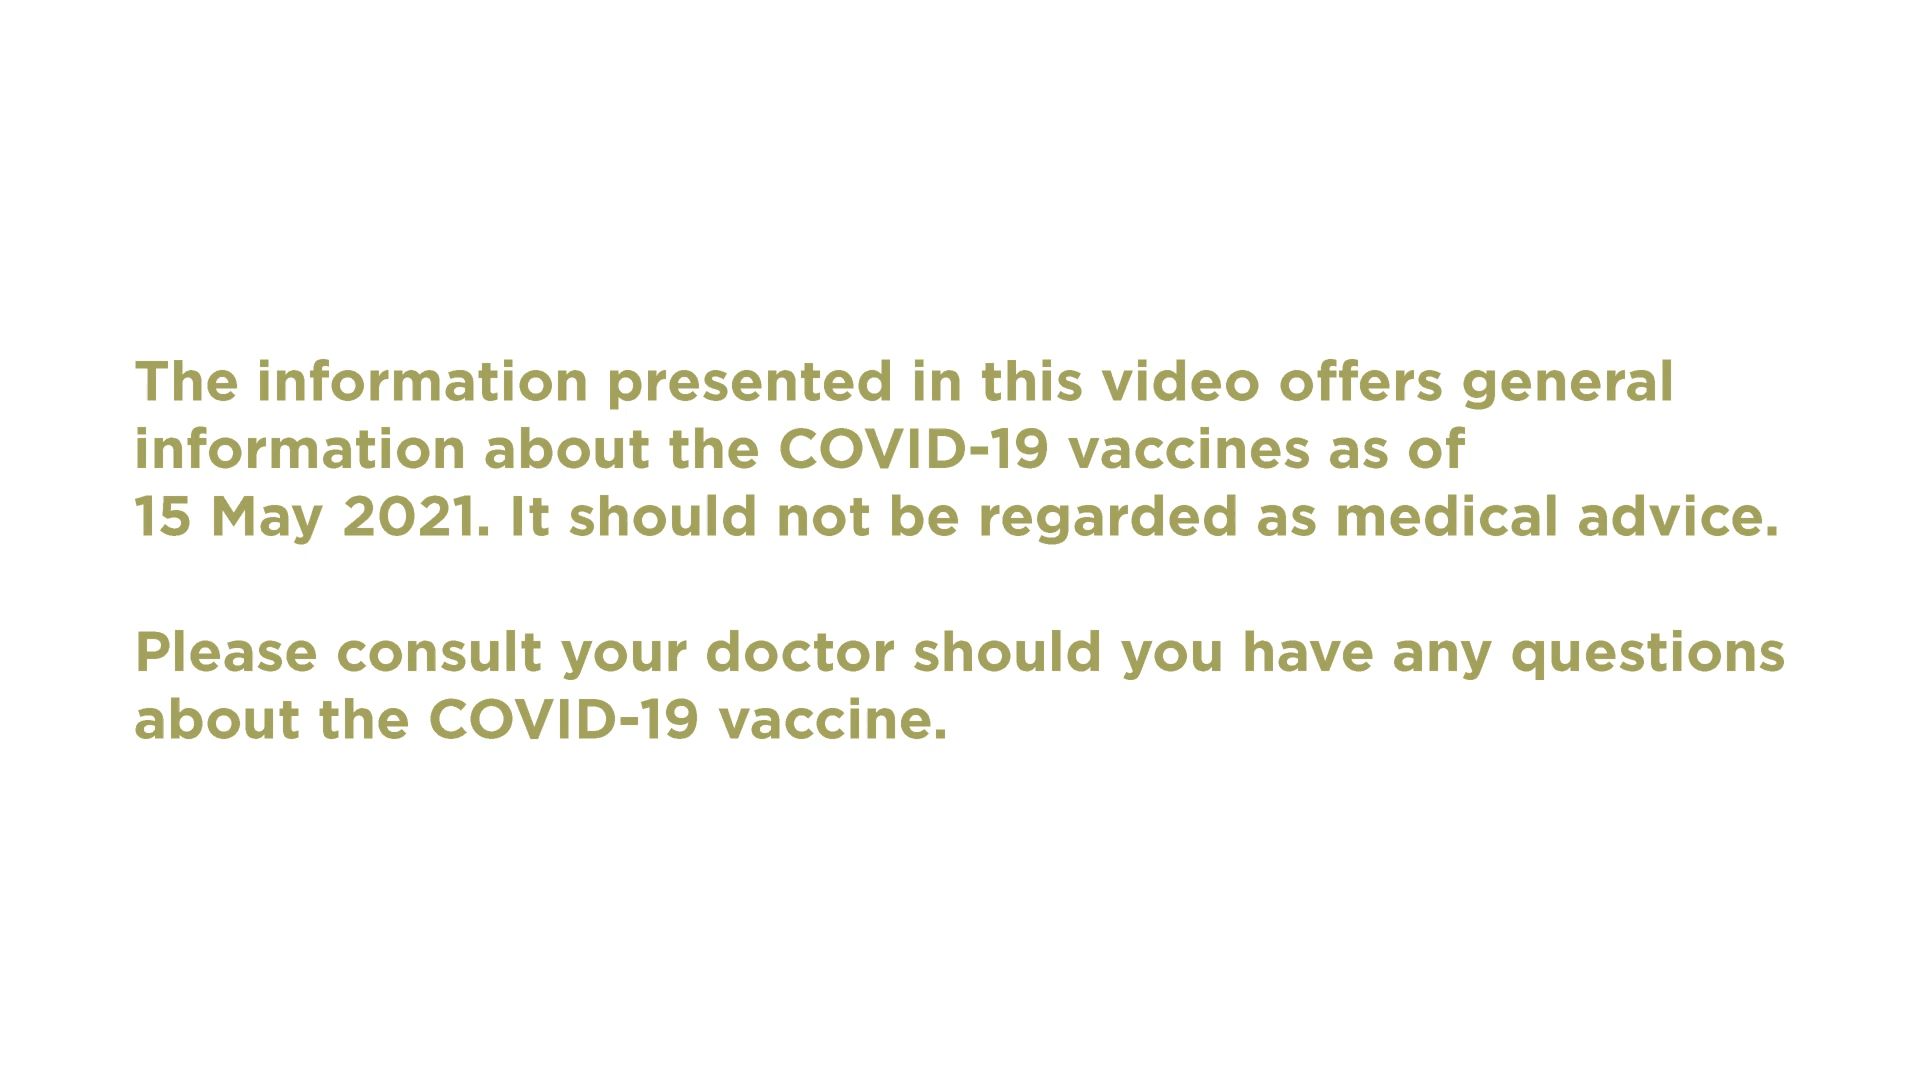 The information presented in this video offers general
information about the COVID-19 vaccines as of
15 May 2021. It should not be regarded as medical advice.
Please consult your doctor should you have any questions
about the COVID-19 vaccine.